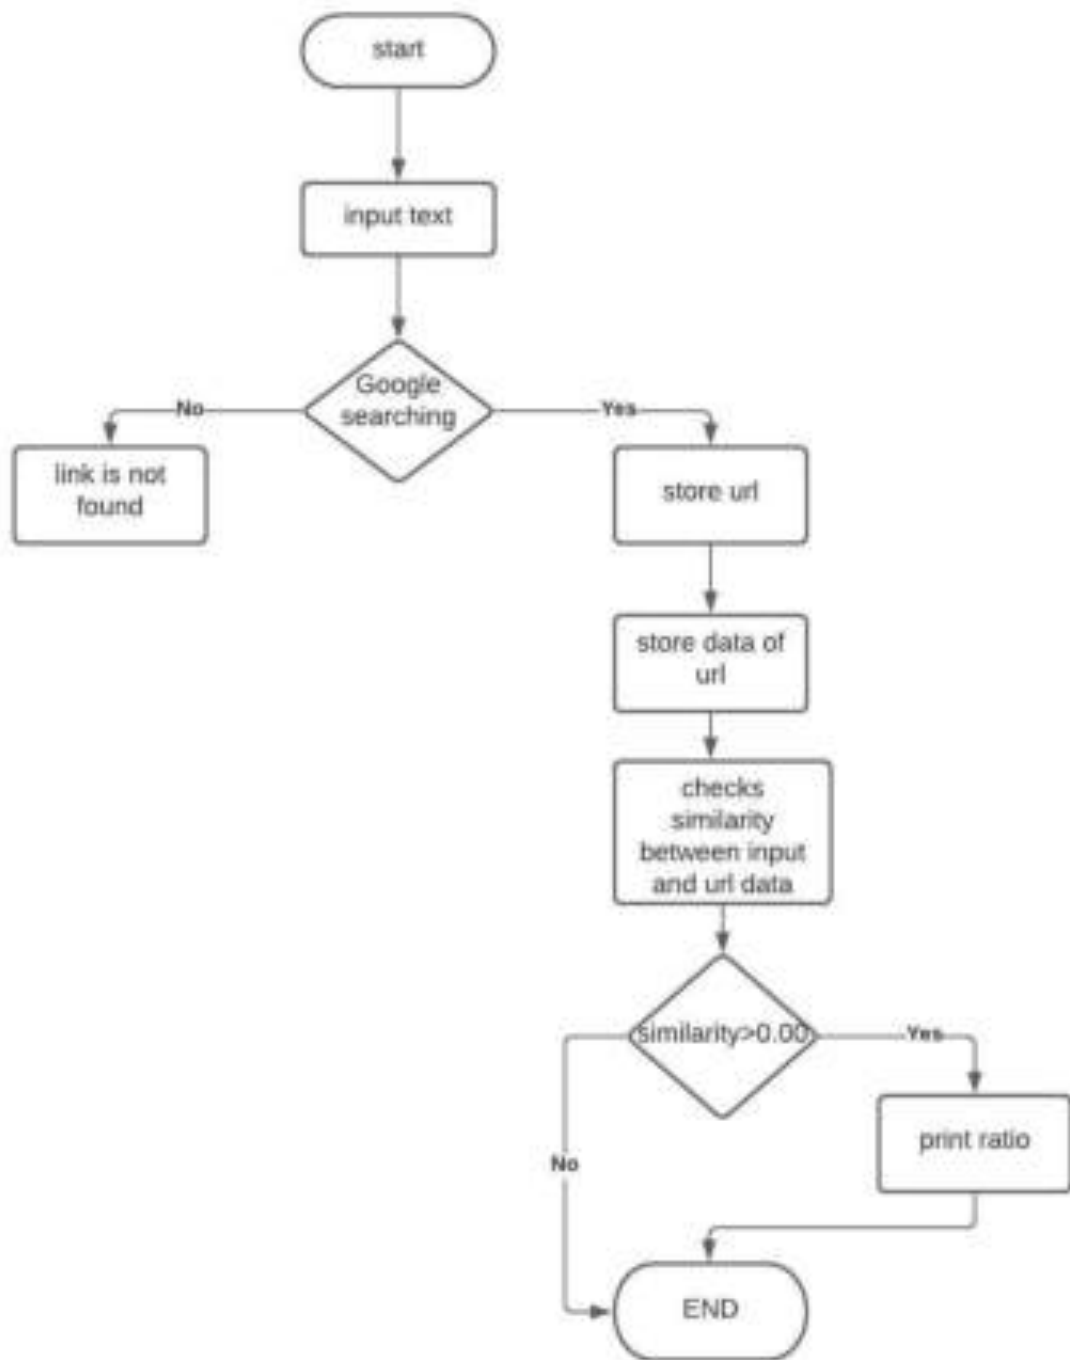 start
input text
Google
searching
No
Yes
link is not
found
store url
store data of
url
checks
similarity
between input
and url data
similarity>0.00
Yes
No
print ratio
END